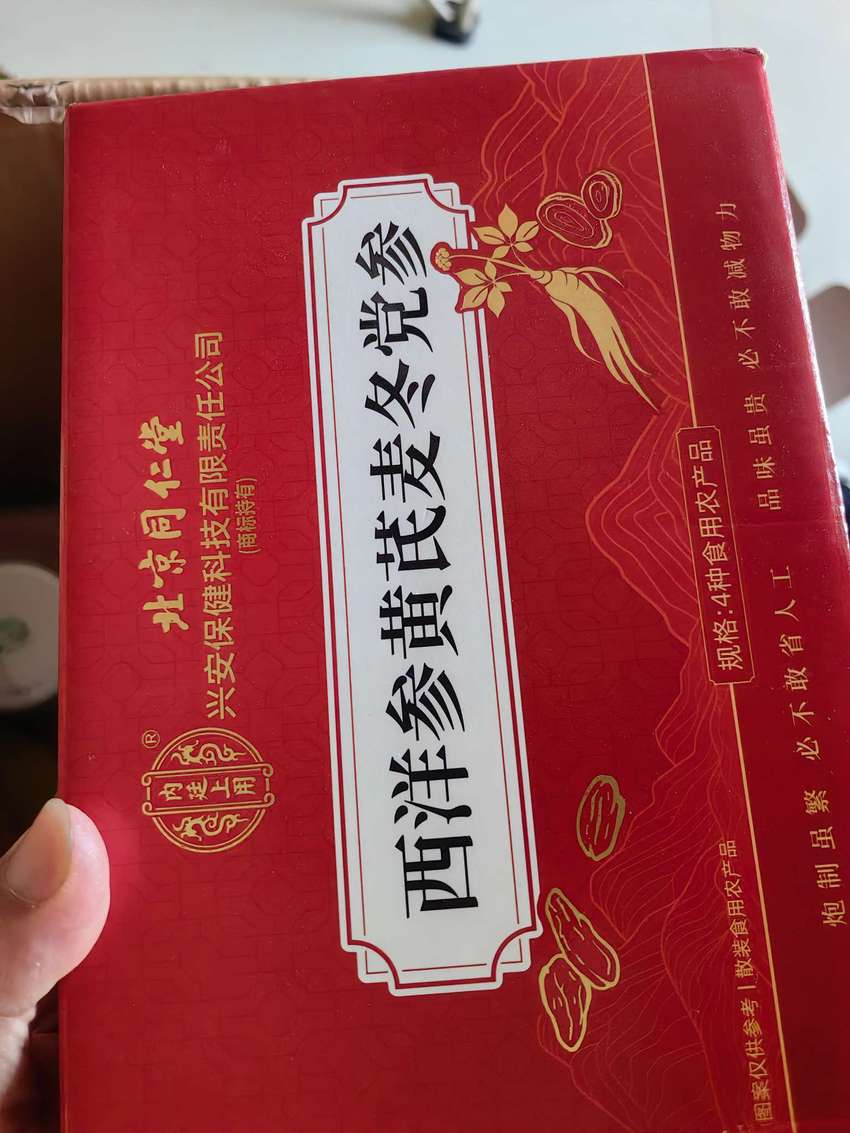 内廷上用
®
北京同仁堂
兴安保健科技有限责任公司
(商标持有)
西洋参黄芪麦冬党参
规格:4种食用农产品
图案仅供参考 | 散装食用农产品
炮制虽繁 必不敢省人工 品味虽贵 必不敢减物力